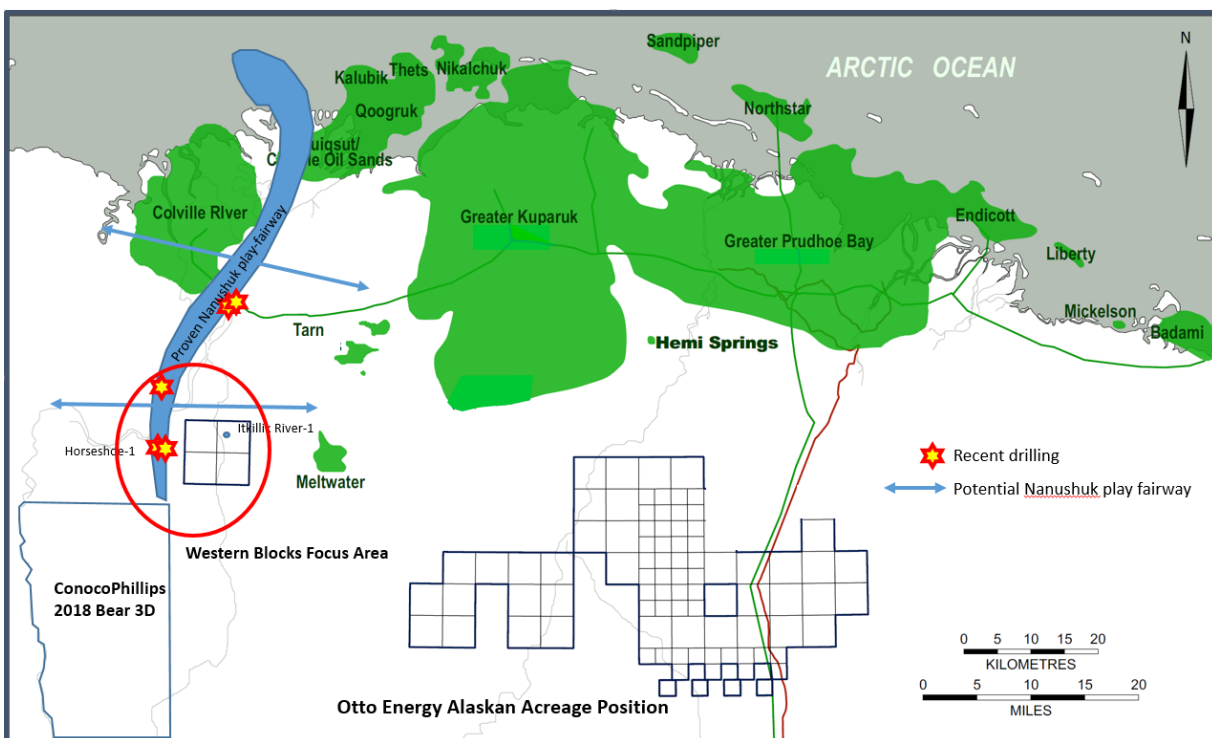 Sandpiper
N
ARCTIC OCEAN
Thets
Nikalchuk
Kalubik
Northstar
Qoogruk
uiqsut/
C
e Oil Sands
Colville RIver
Proven Nanushuk play-fairway
Greater Kuparuk
Greater Prudhoe Bay
Endicott
Liberty
Tarn
Mickelson
Badami
Hemi Springs
Itkillik River-1
Horseshoe-1
Meltwater
Recent drilling
Potential Nanushuk play fairway
Western Blocks Focus Area
ConocoPhillips
2018 Bear 3D
0 5 10 15 20
KILOMETRES
Otto Energy Alaskan Acreage Position
0 5 10 15 20
MILES